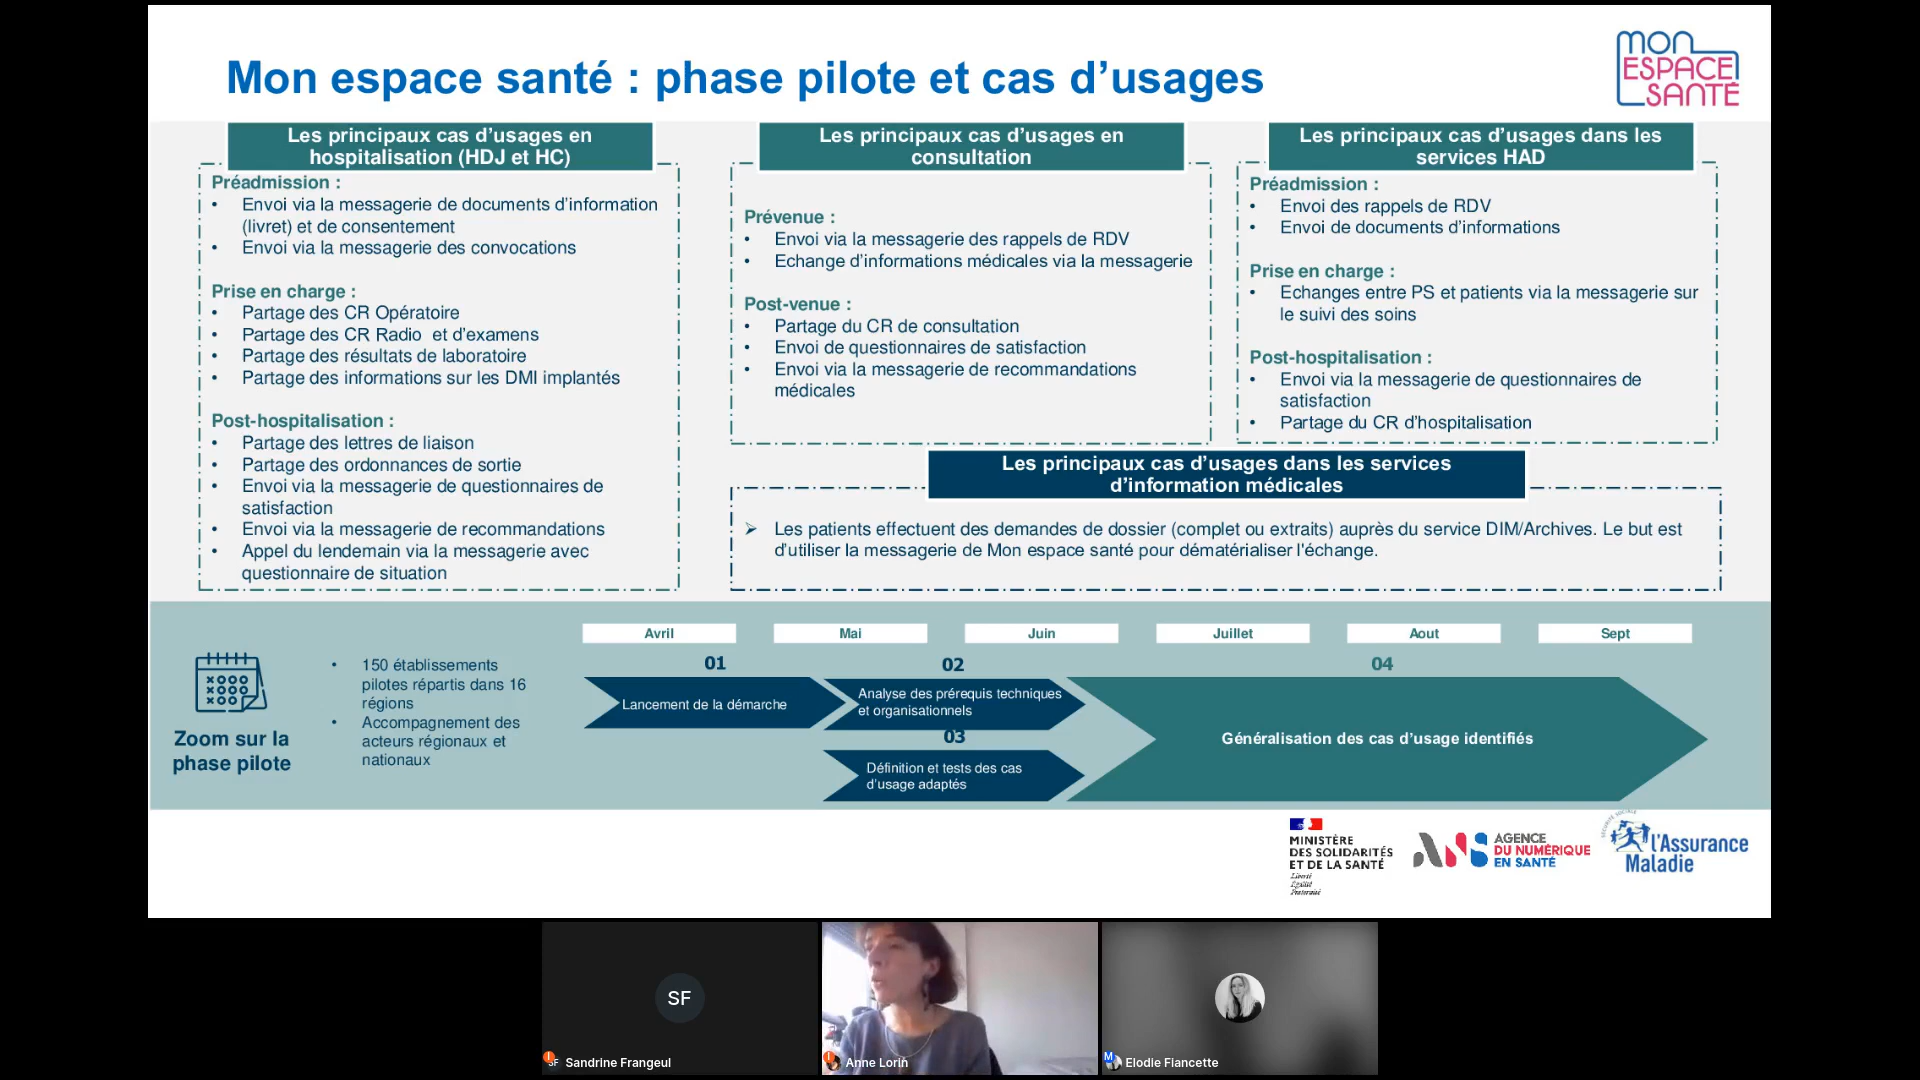 Mon espace santé : phase pilote et cas d’usages
mon
ESPACE
SANTÉ
Les principaux cas d’usages en
hospitalisation (HDJ et HC)
Préadmission :
• Envoi via la messagerie de documents d’information
(livret) et de consentement
• Envoi via la messagerie des convocations
Prise en charge :
• Partage des CR Opératoire
• Partage des CR Radio et d’examens
• Partage des résultats de laboratoire
• Partage des informations sur les DMI implantés
Post-hospitalisation :
• Partage des lettres de liaison
• Partage des ordonnances de sortie
• Envoi via la messagerie de questionnaires de
satisfaction
• Envoi via la messagerie de recommandations
• Appel du lendemain via la messagerie avec
questionnaire de situation
Les principaux cas d’usages en
consultation
Prévenue :
• Envoi via la messagerie des rappels de RDV
• Echange d’informations médicales via la messagerie
Post-venue :
• Partage du CR de consultation
• Envoi de questionnaires de satisfaction
• Envoi via la messagerie de recommandations
médicales
Les principaux cas d’usages dans les
services HAD
Préadmission :
• Envoi des rappels de RDV
• Envoi de documents d’informations
Prise en charge :
• Echanges entre PS et patients via la messagerie sur
le suivi des soins
Post-hospitalisation :
• Envoi via la messagerie de questionnaires de
satisfaction
• Partage du CR d’hospitalisation
Les principaux cas d’usages dans les services
d’information médicales
➢ Les patients effectuent des demandes de dossier (complet ou extraits) auprès du service DIM/Archives. Le but est
d’utiliser la messagerie de Mon espace santé pour dématérialiser l'échange.
Zoom sur la
phase pilote
• 150 établissements
pilotes répartis dans 16
régions
• Accompagnement des
acteurs régionaux et
nationaux
Avril Mai Juin Juillet Aout Sept
01
Lancement de la démarche
02
Analyse des prérequis techniques
et organisationnels
03
Définition et tests des cas
d’usage adaptés
04
Généralisation des cas d’usage identifiés
MINISTÈRE
DES SOLIDARITÉS
ET DE LA SANTÉ
Liberté
Égalité
Fraternité
ANS
AGENCE
DU NUMÉRIQUE
EN SANTÉ
l'Assurance
Maladie
SF
SF Sandrine Frangeul
Anne Lorin
M Elodie Fiancette